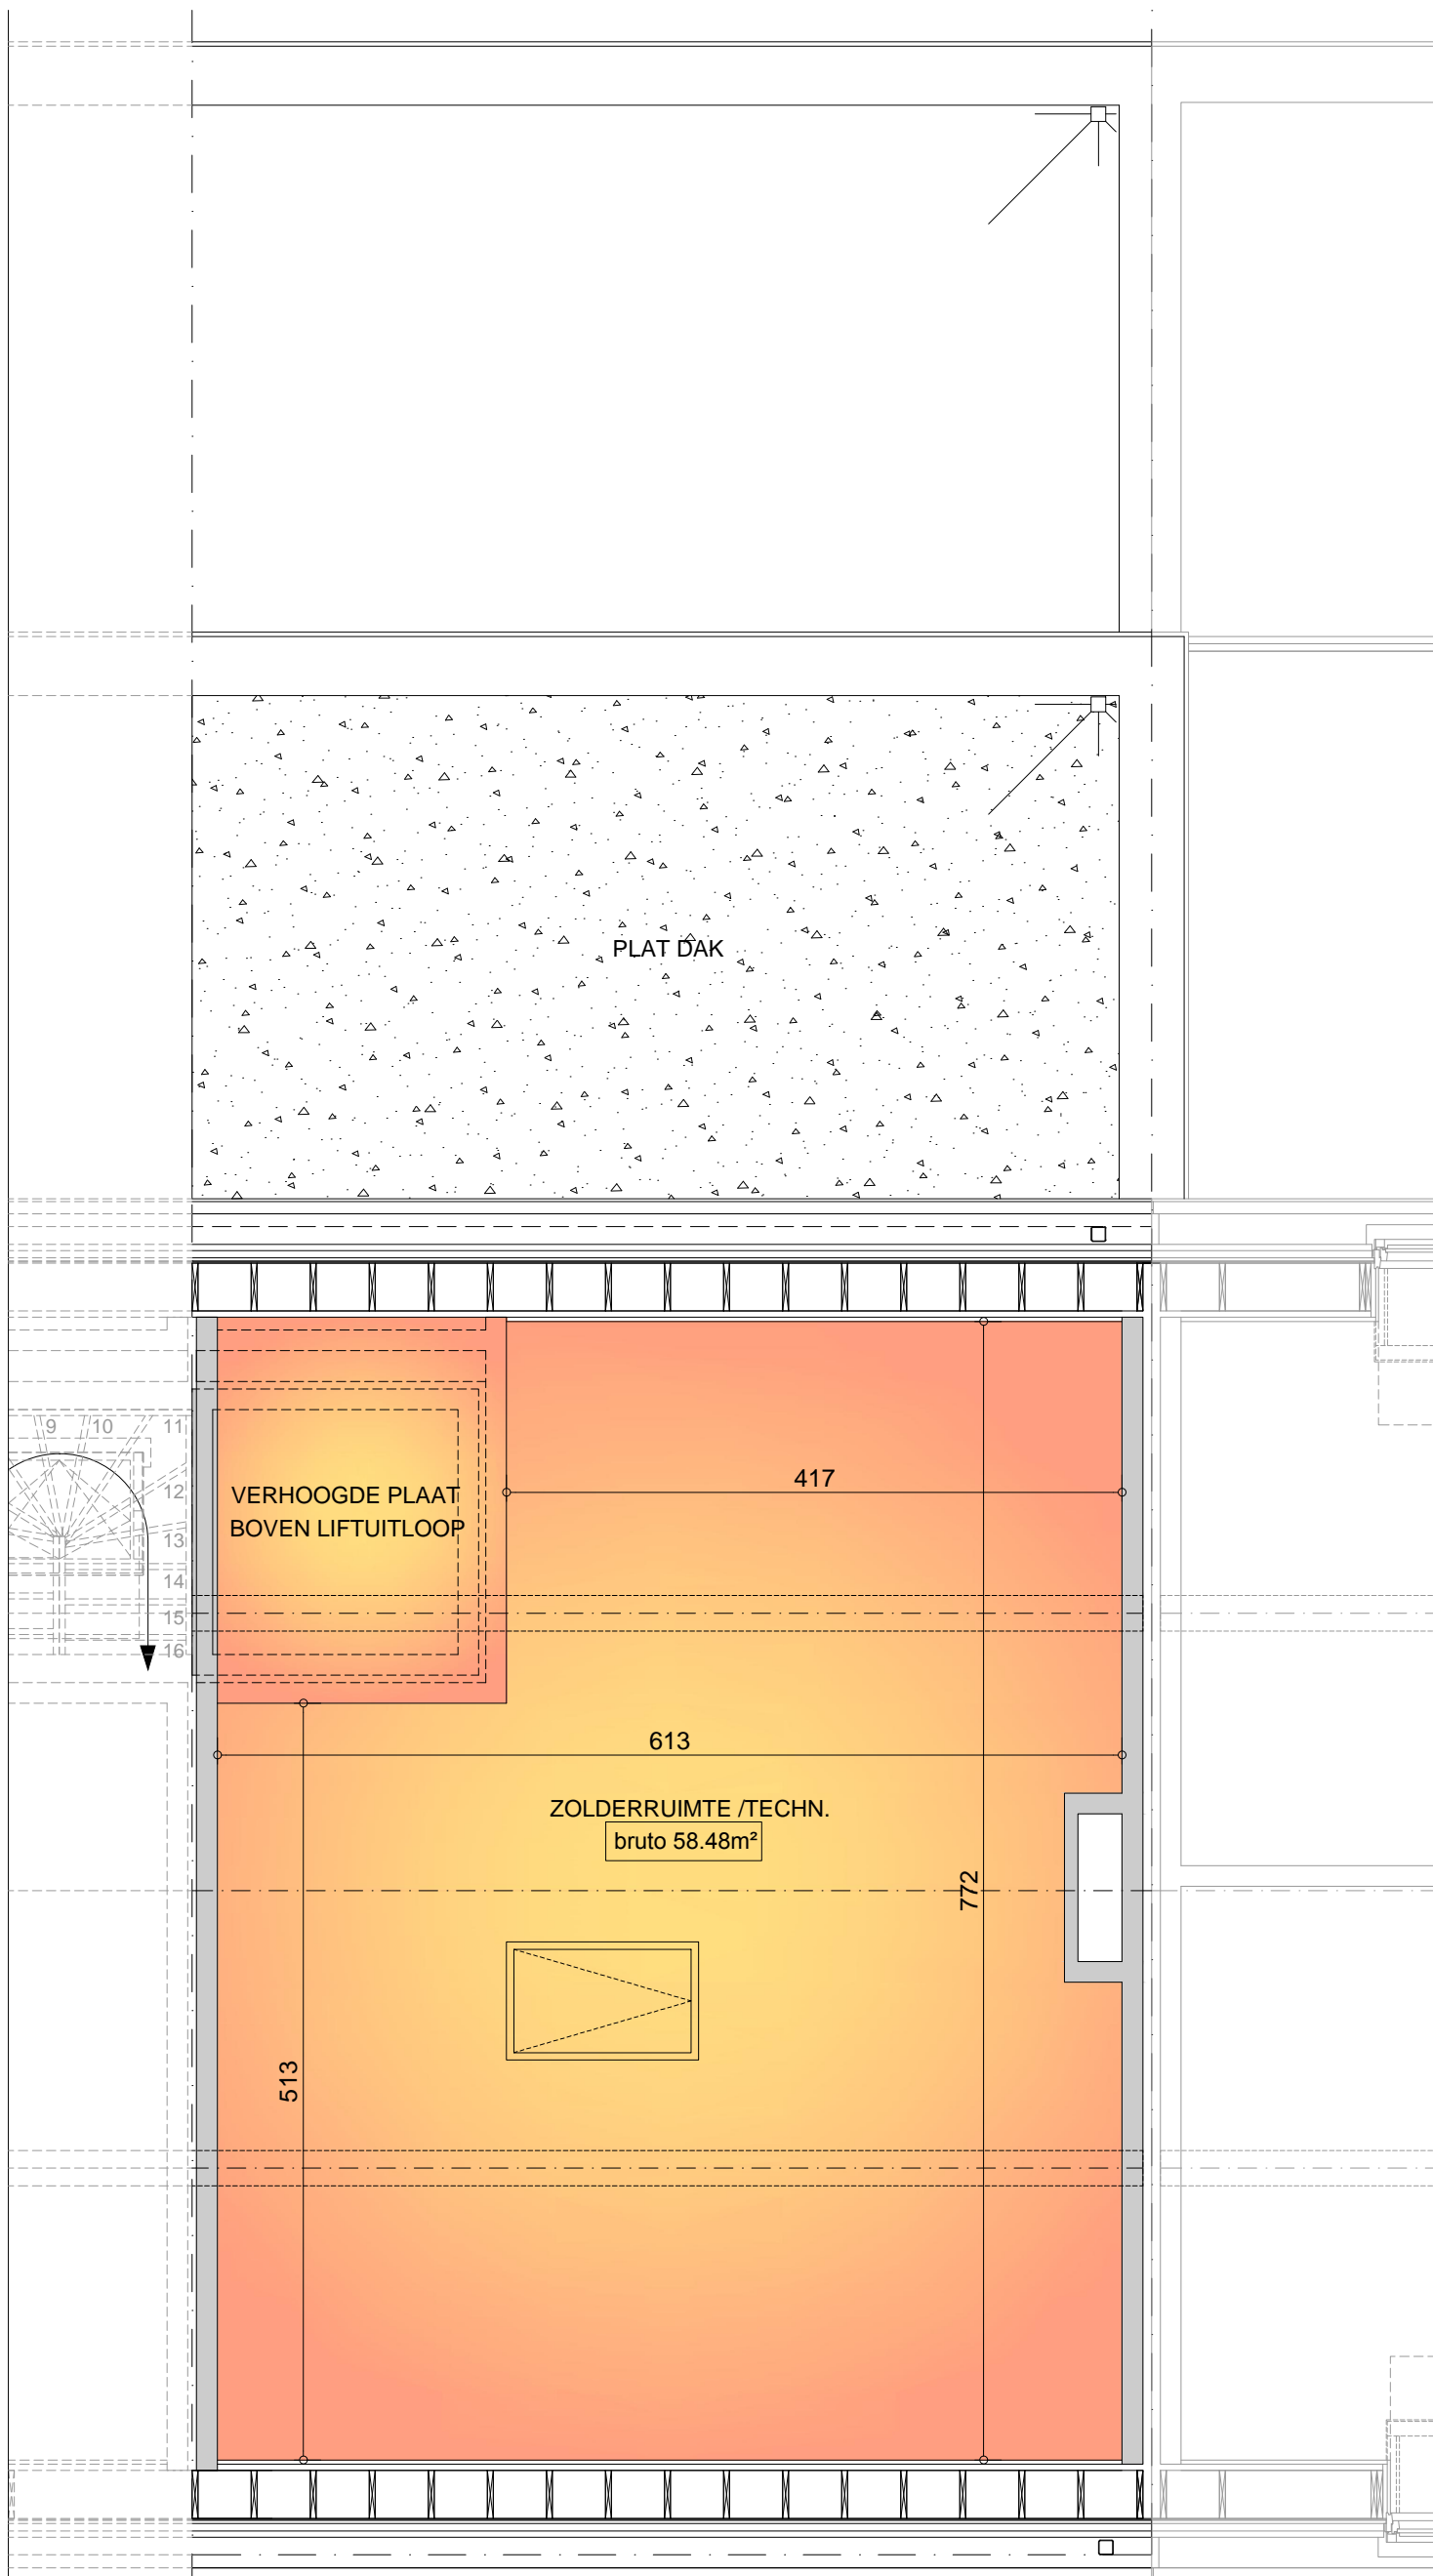 PLAT DAK
9
10
11
12
13
14
15
16
VERHOOGDE PLAAT
BOVEN LIFTUITLOOP
417
613
ZOLDERRUIMTE /TECHN.
bruto 58.48m²
772
513